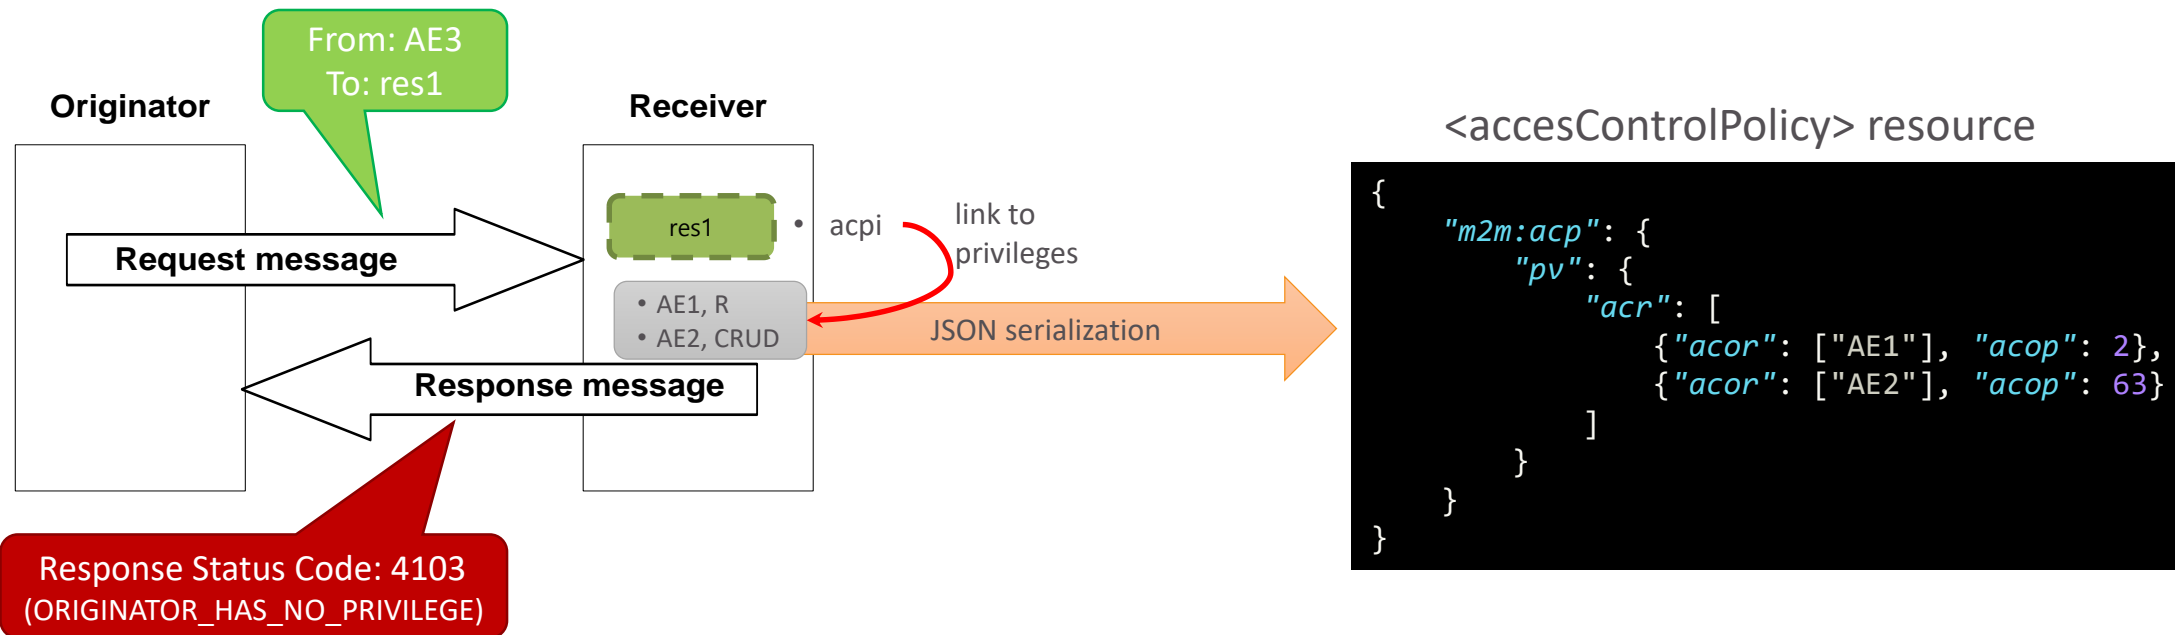 From: AE3
To: res1
Originator
Receiver
<accesControlPolicy> resource
Request message
res1
• acpi
link to
privileges
• AE1, R
• AE2, CRUD
JSON serialization
Response message
Response Status Code: 4103
(ORIGINATOR_HAS_NO_PRIVILEGE)
{
"m2m:acp": {
"pv": {
"acr": [
{"acor": ["AE1"], "acop": 2},
{"acor": ["AE2"], "acop": 63}
]
}
}
}